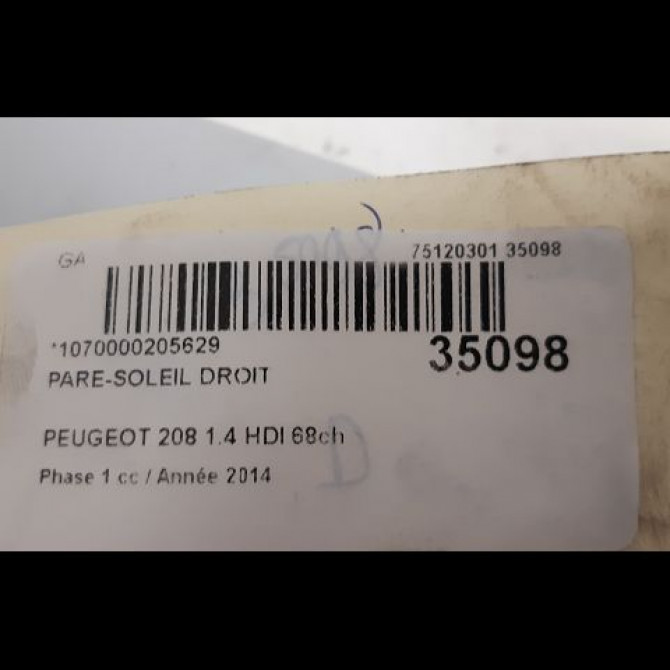 GA 75120301 35098
*1070000205629 35098
PARE-SOLEIL DROIT
PEUGEOT 208 1.4 HDI 68ch
Phase 1 cc / Année 2014